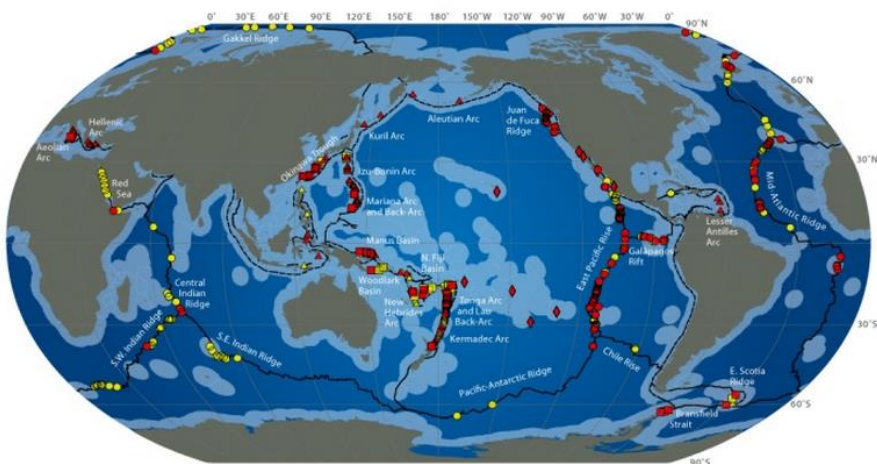 0° 30°E 60°E 90°E 120°E 150°E 180°W 150°W 120°W 90°W 60°W 30°W 0° 90°N
Gakkel Ridge
60°N
Hellenic
Arc
Aeolian
Arc
Aleutian Arc
Juan
de Fuca
Ridge
Kuril Arc
Okinawa Trough
30°N
Izu-Bonin Arc
Red
Sea
Mariana Arc
and Back-Arc
Mid-Atlantic Ridge
Lesser
Antilles
Arc
Manus Basin
N. Fiji
Basin
Galapagos
Rift
East Pacific Rise
0°
Woodlark
Basin
Central
Indian
Ridge
New
Hebrides
Arc
Tonga Arc
and Lau
Back-Arc
S.W. Indian Ridge
S.E. Indian Ridge
Kermadec Arc
30°S
Chile Rise
Pacific-Antarctic Ridge
E. Scotia
Ridge
Bransfield
Strait
60°S
90°S